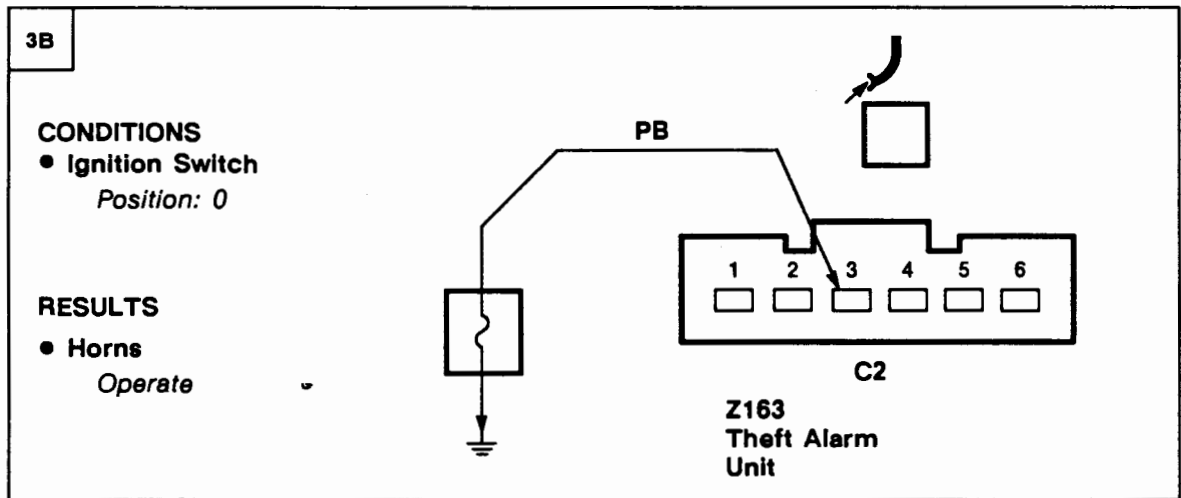 3B
CONDITIONS
● Ignition Switch
Position: 0
RESULTS
● Horns
Operate
PB
1 2 3 4 5 6
C2
Z163
Theft Alarm
Unit